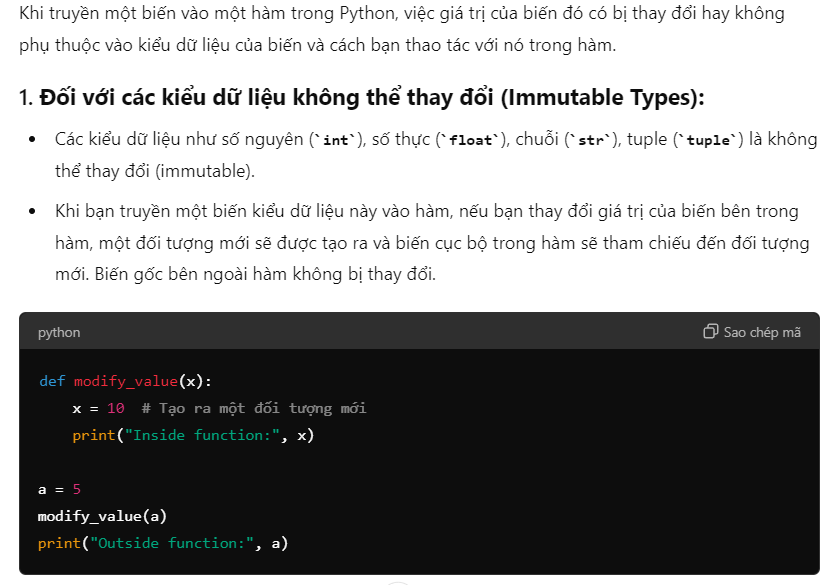 Khi truyền một biến vào một hàm trong Python, việc giá trị của biến đó có bị thay đổi hay không
phụ thuộc vào kiểu dữ liệu của biến và cách bạn thao tác với nó trong hàm.
1. Đối với các kiểu dữ liệu không thể thay đổi (Immutable Types):
• Các kiểu dữ liệu như số nguyên (`int`), số thực (`float`), chuỗi (`str`), tuple (`tuple`) là không
thể thay đổi (immutable).
• Khi bạn truyền một biến kiểu dữ liệu này vào hàm, nếu bạn thay đổi giá trị của biến bên trong
hàm, một đối tượng mới sẽ được tạo ra và biến cục bộ trong hàm sẽ tham chiếu đến đối tượng
mới. Biến gốc bên ngoài hàm không bị thay đổi.
python Sao chép mã
def modify_value(x):
    x = 10  # Tạo ra một đối tượng mới
    print("Inside function:", x)
a = 5
modify_value(a)
print("Outside function:", a)